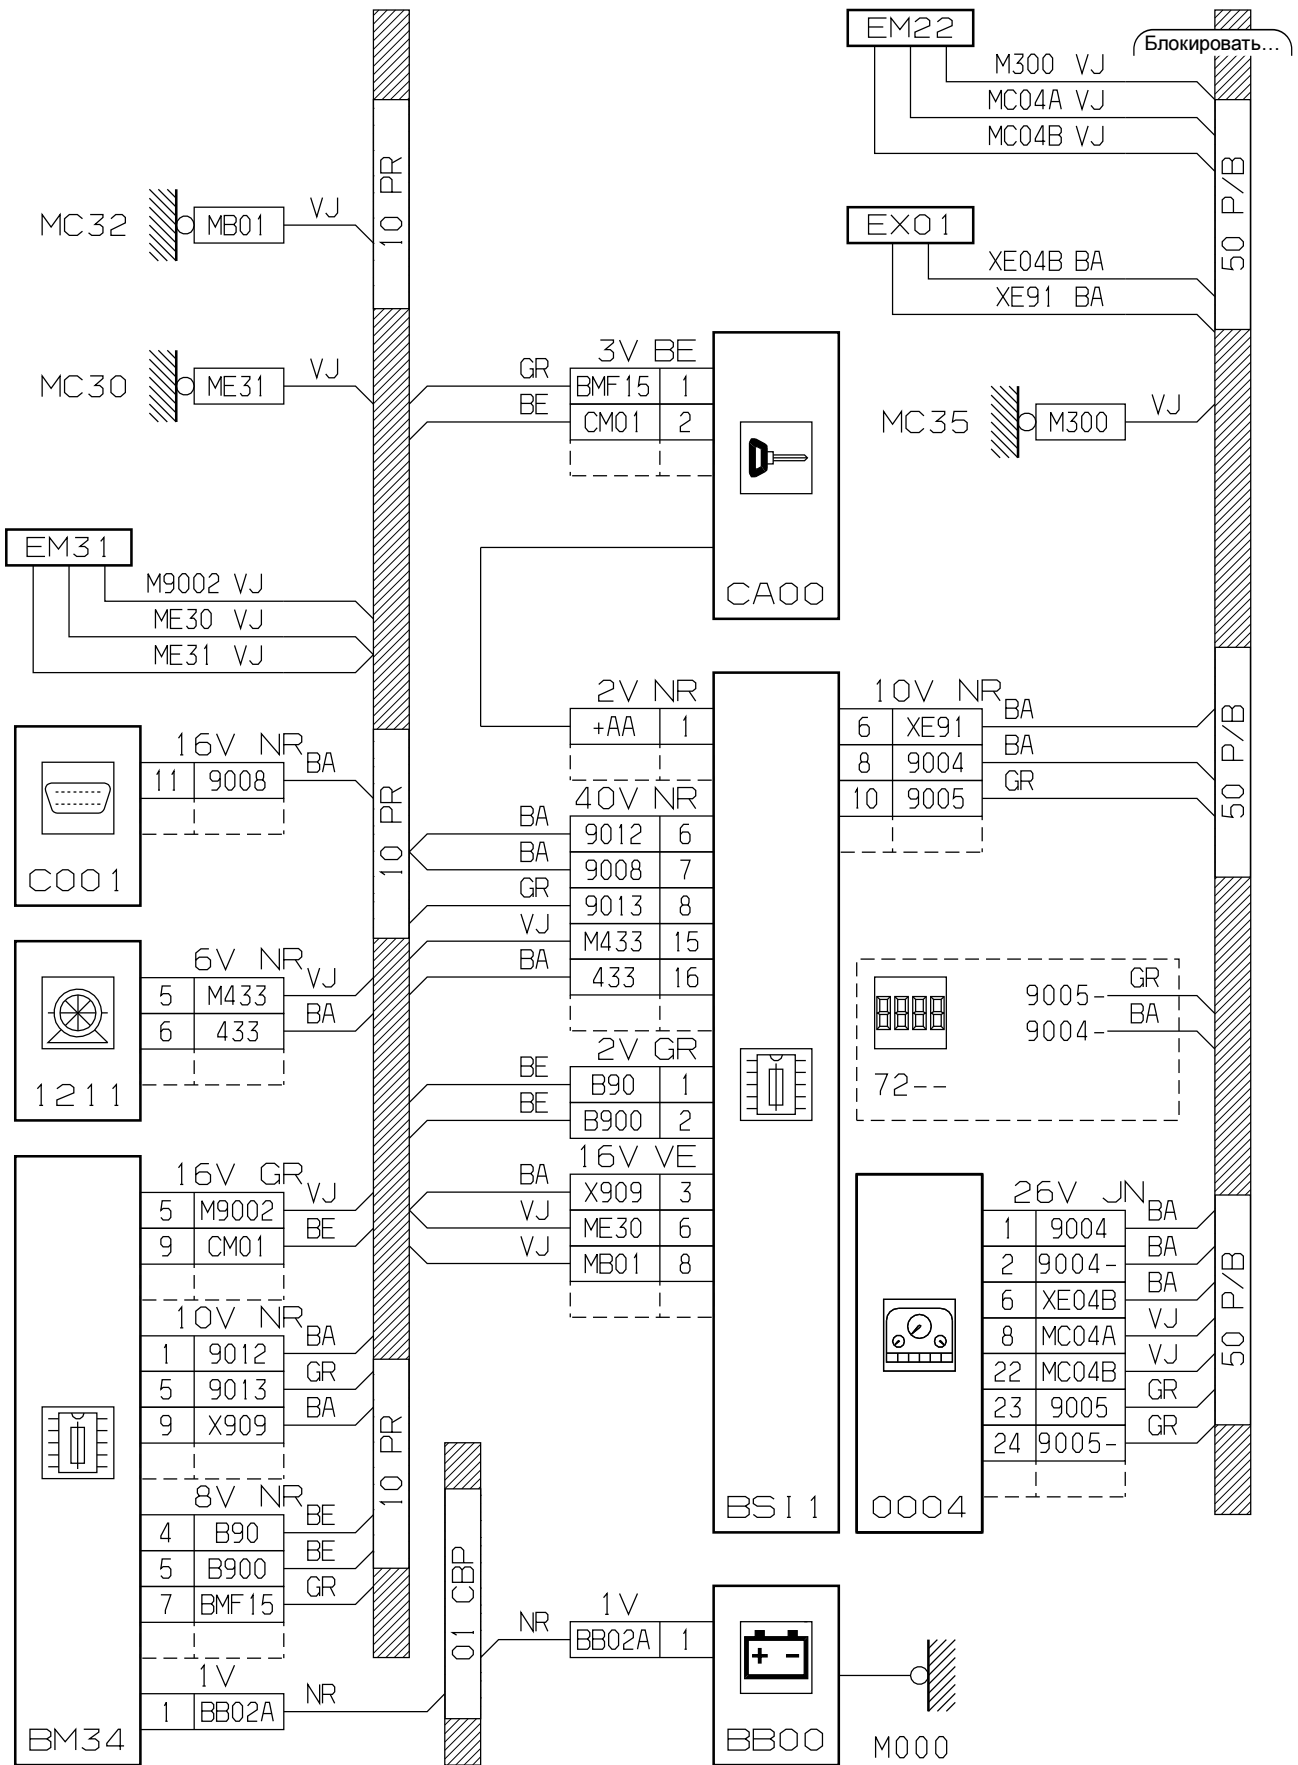 EM22
Блокировать...
M300 VJ
MC04A VJ
MC04B VJ
10 PR
50 P/B
MC32
MB01
VJ
EX01
XE04B BA
XE91 BA
MC30
ME31
VJ
3V BE
GR BMF15 1
BE CM01 2
CA00
MC35
M300
VJ
EM31
M9002 VJ
ME30 VJ
ME31 VJ
2V NR
+AA 1
10V NR
6 XE91 BA
8 9004 BA
10 9005 GR
50 P/B
16V NR
11 9008 BA
C001
10 PR
40V NR
BA 9012 6
BA 9008 7
GR 9013 8
VJ M433 15
BA 433 16
6V NR
5 M433 VJ
6 433 BA
1211
9005- GR
9004- BA
72--
2V GR
BE B90 1
BE B900 2
16V VE
BA X909 3
VJ ME30 6
VJ MB01 8
BSI1
16V GR
5 M9002 VJ
9 CM01 BE
10V NR
1 9012 BA
5 9013 GR
9 X909 BA
8V NR
4 B90 BE
5 B900 BE
7 BMF15 GR
1V
1 BB02A NR
BM34
10 PR
26V JN
1 9004 BA
2 9004- BA
6 XE04B BA
8 MC04A VJ
22 MC04B VJ
23 9005 GR
24 9005- GR
0004
50 P/B
01 CBP
1V
NR BB02A 1
BB00
M000